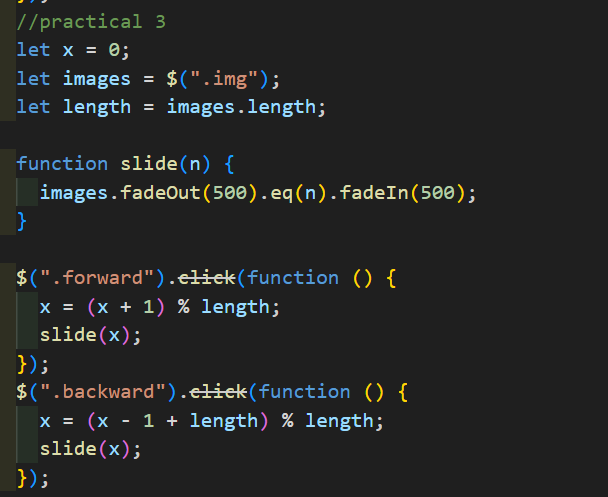 });
//practical 3
let x = 0;
let images = $(".img");
let length = images.length;
function slide(n) {
images.fadeOut(500).eq(n).fadeIn(500);
}
$(".forward").click(function () {
x = (x + 1) % length;
slide(x);
});
$(".backward").click(function () {
x = (x - 1 + length) % length;
slide(x);
});